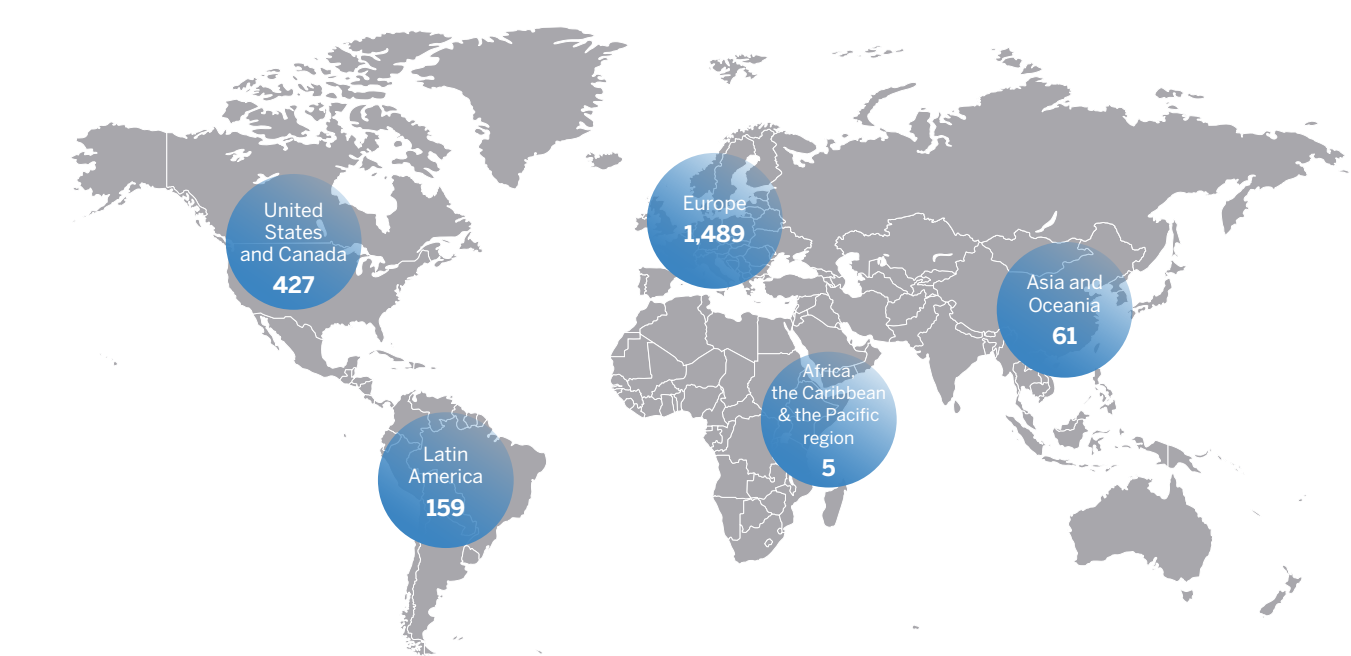 United
States
and Canada
427
Europe
1,489
Asia and
Oceania
61
Africa,
the Caribbean
& the Pacific
region
5
Latin
America
159